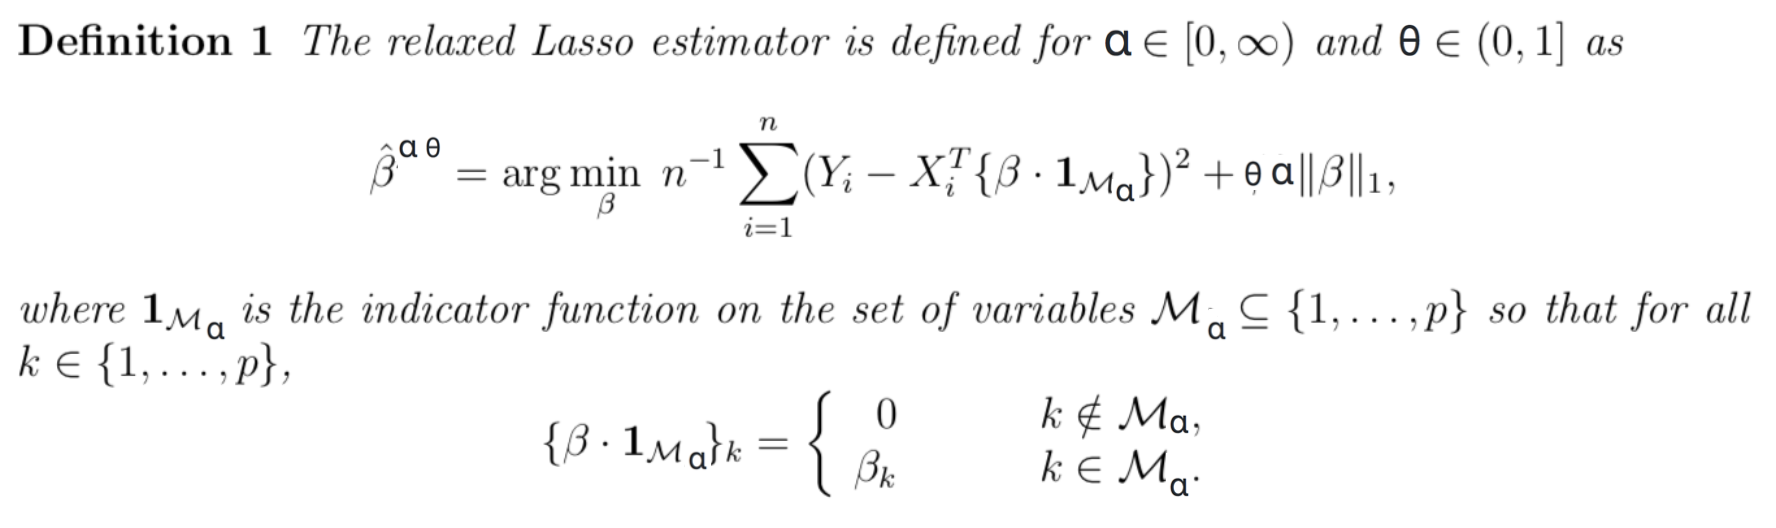 Definition 1 The relaxed Lasso estimator is defined for α ∈ [0, ∞) and θ ∈ (0, 1] as
β̂^{α θ} = arg min_β n^{−1} ∑_{i=1}^{n} (Y_i − X_i^T {β · 1_{M_α}})^2 + θ α‖β‖_1,
where 1_{M_α} is the indicator function on the set of variables M_α ⊆ {1, . . . , p} so that for all
k ∈ {1, . . . , p},
{β · 1_{M_α}}_k = { 0 k ∉ M_α,
β_k k ∈ M_α.